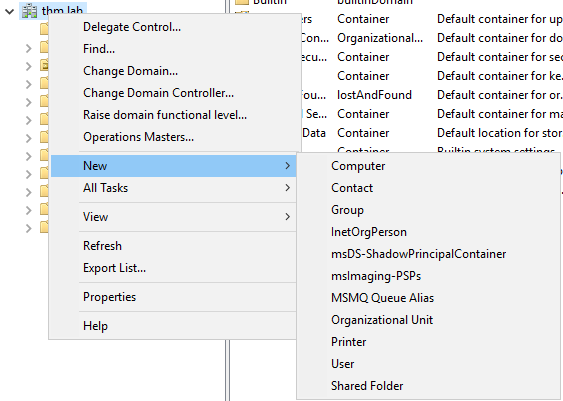 thm.lab
Delegate Control...
Find...
Change Domain...
Change Domain Controller...
Raise domain functional level...
Operations Masters...
New
All Tasks
View
Refresh
Export List...
Properties
Help
Computer
Contact
Group
InetOrgPerson
msDS-ShadowPrincipalContainer
msImaging-PSPs
MSMQ Queue Alias
Organizational Unit
Printer
User
Shared Folder
Builtin builtinDomain
ers Container Default container for up
Con Organizational... Default container for do
ecu... Container Default container for sec
Container Default container for ke.
Fou... lostAndFound Default container for or..
Se... Container Default container for ma
Data Container Default location for stor
Container Builtin system settings